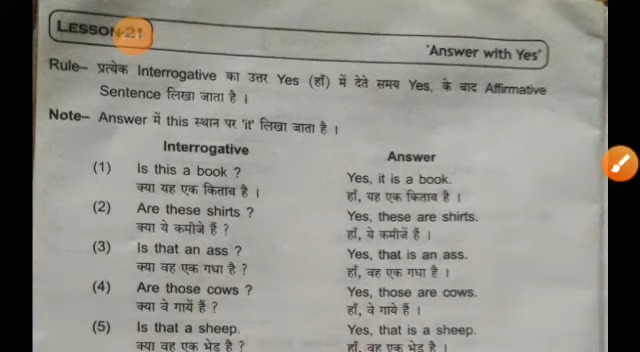 LESSON-21
'Answer with Yes'
Rule– प्रत्येक Interrogative का उत्तर Yes (हाँ) में देते समय Yes, के बाद Affirmative
Sentence लिखा जाता है ।
Note– Answer में this स्थान पर 'it' लिखा जाता है ।
Interrogative
Answer
(1) Is this a book ?
Yes, it is a book.
क्या यह एक किताब है ।
हाँ, यह एक किताब है ।
(2) Are these shirts ?
Yes, these are shirts.
क्या ये कमीजे हैं ?
हाँ, ये कमीजें हैं ।
(3) Is that an ass ?
Yes, that is an ass.
क्या वह एक गधा है ?
हाँ, वह एक गधा है ।
(4) Are those cows ?
Yes, those are cows.
क्या वे गायें हैं ?
हाँ, वे गाये हैं ।
(5) Is that a sheep.
Yes, that is a sheep.
क्या वह एक भेड़ है ?
हाँ, वह एक भेड़ है ।